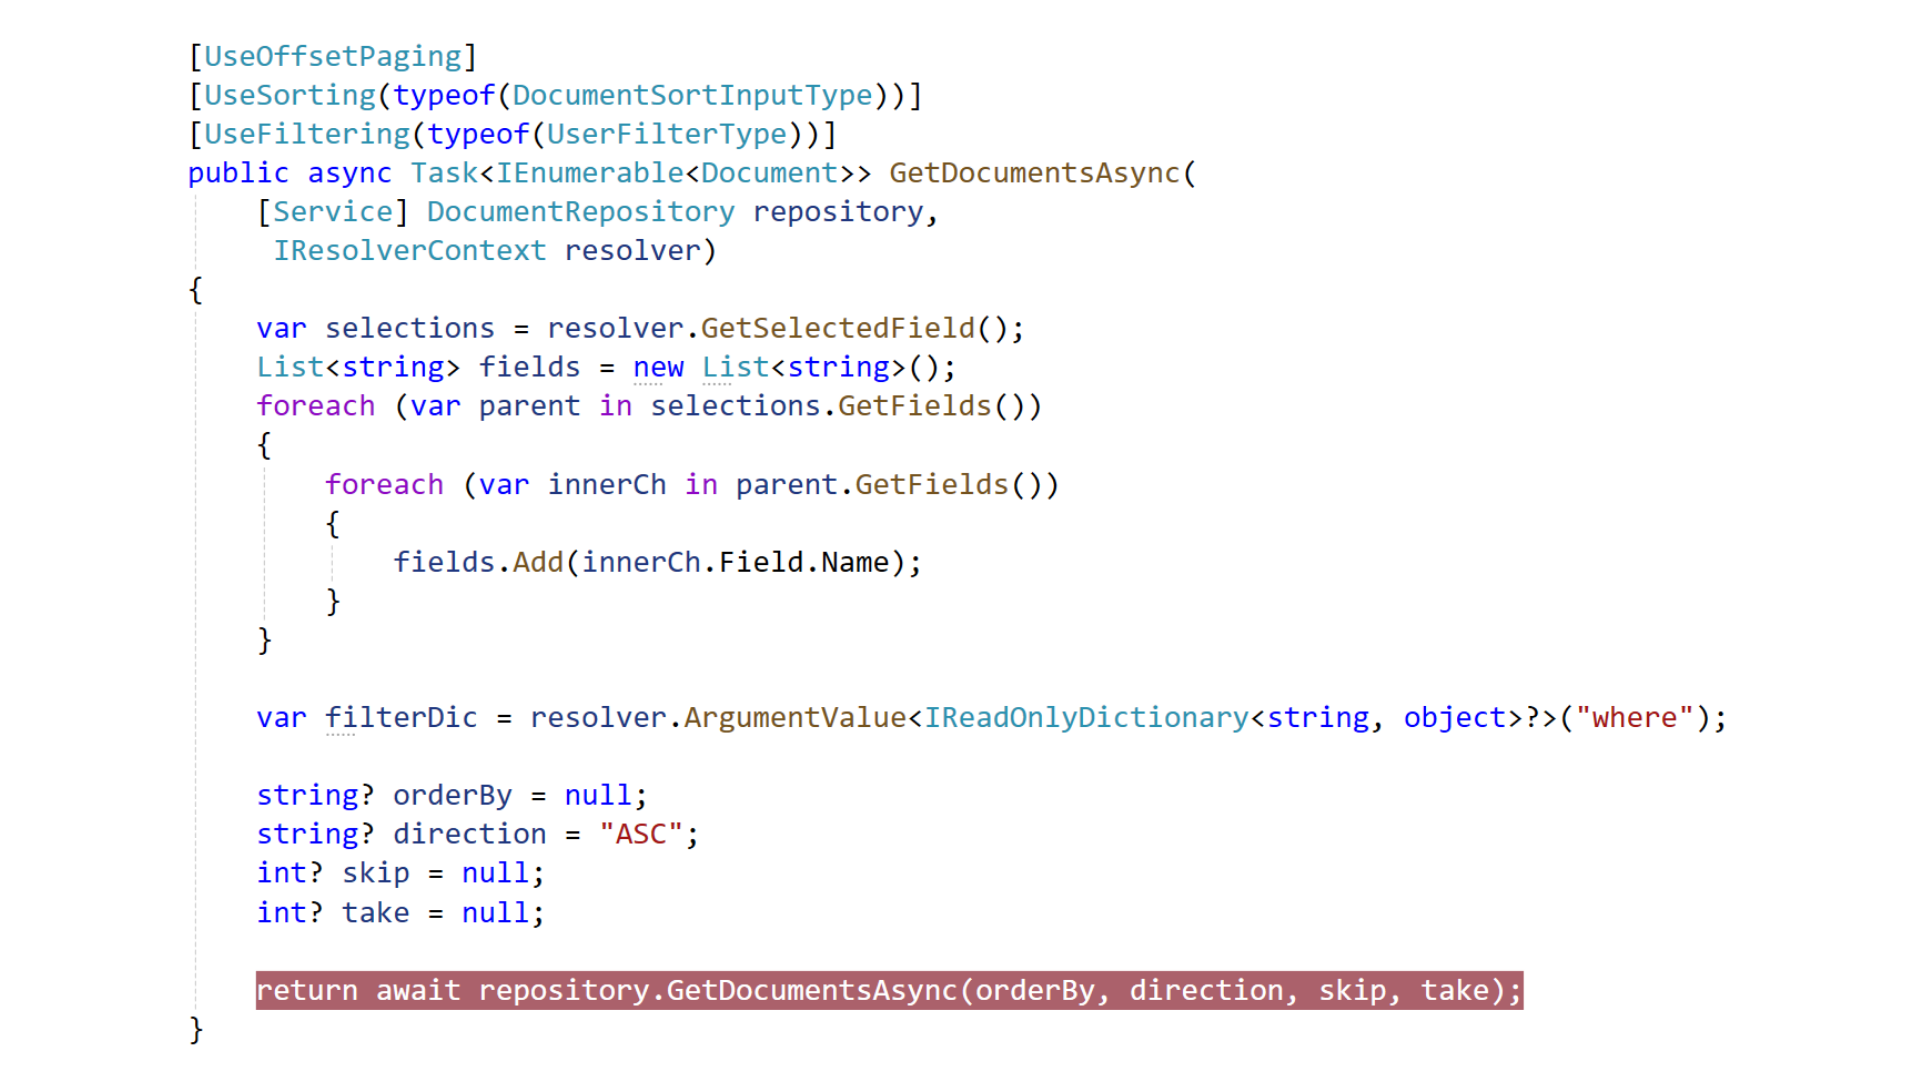 [UseOffsetPaging]
[UseSorting(typeof(DocumentSortInputType))]
[UseFiltering(typeof(UserFilterType))]
public async Task<IEnumerable<Document>> GetDocumentsAsync(
    [Service] DocumentRepository repository,
     IResolverContext resolver)
{
    var selections = resolver.GetSelectedField();
    List<string> fields = new List<string>();
    foreach (var parent in selections.GetFields())
    {
        foreach (var innerCh in parent.GetFields())
        {
            fields.Add(innerCh.Field.Name);
        }
    }

    var filterDic = resolver.ArgumentValue<IReadOnlyDictionary<string, object>?>("where");

    string? orderBy = null;
    string? direction = "ASC";
    int? skip = null;
    int? take = null;

    return await repository.GetDocumentsAsync(orderBy, direction, skip, take);
}